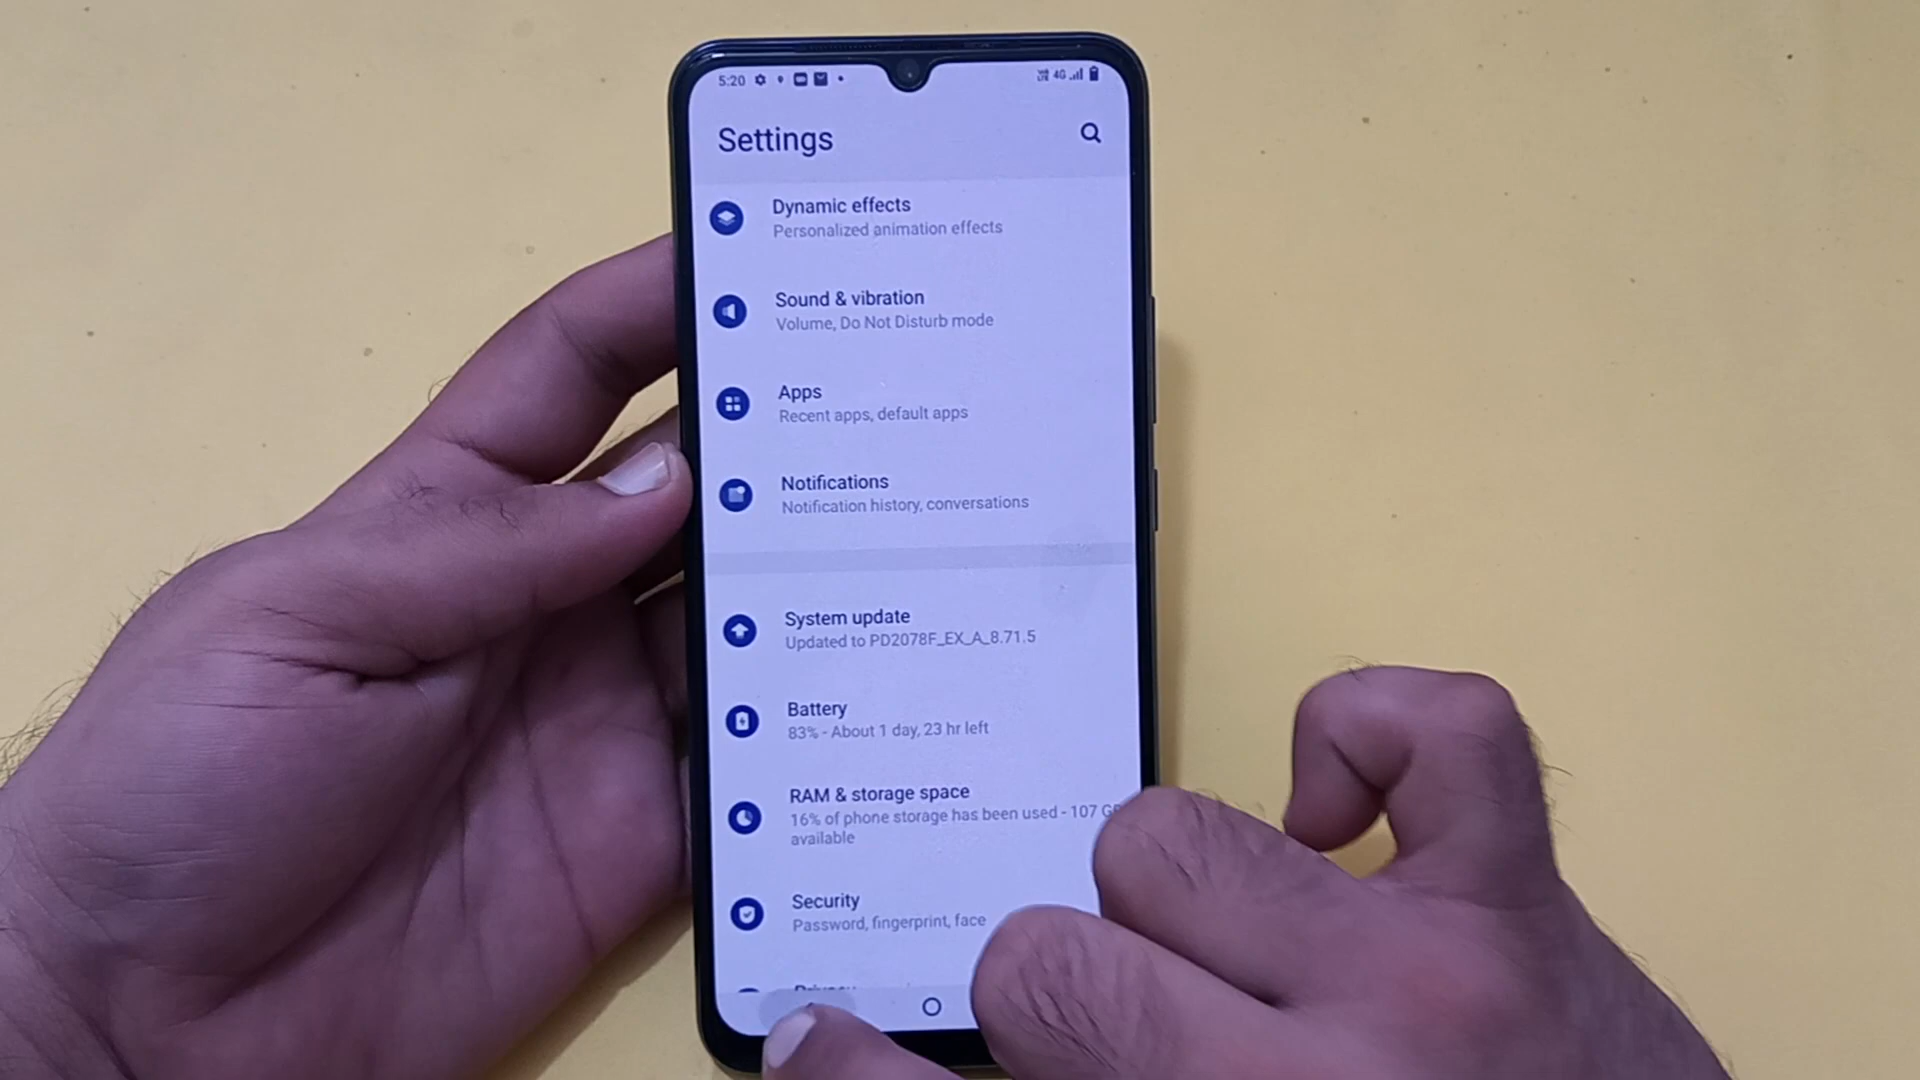 5:20 4G
Settings
Dynamic effects
Personalized animation effects
Sound & vibration
Volume, Do Not Disturb mode
Apps
Recent apps, default apps
Notifications
Notification history, conversations
System update
Updated to PD2078F_EX_A_8.71.5
Battery
83% - About 1 day, 23 hr left
RAM & storage space
16% of phone storage has been used - 107 GB
available
Security
Password, fingerprint, face
Privacy